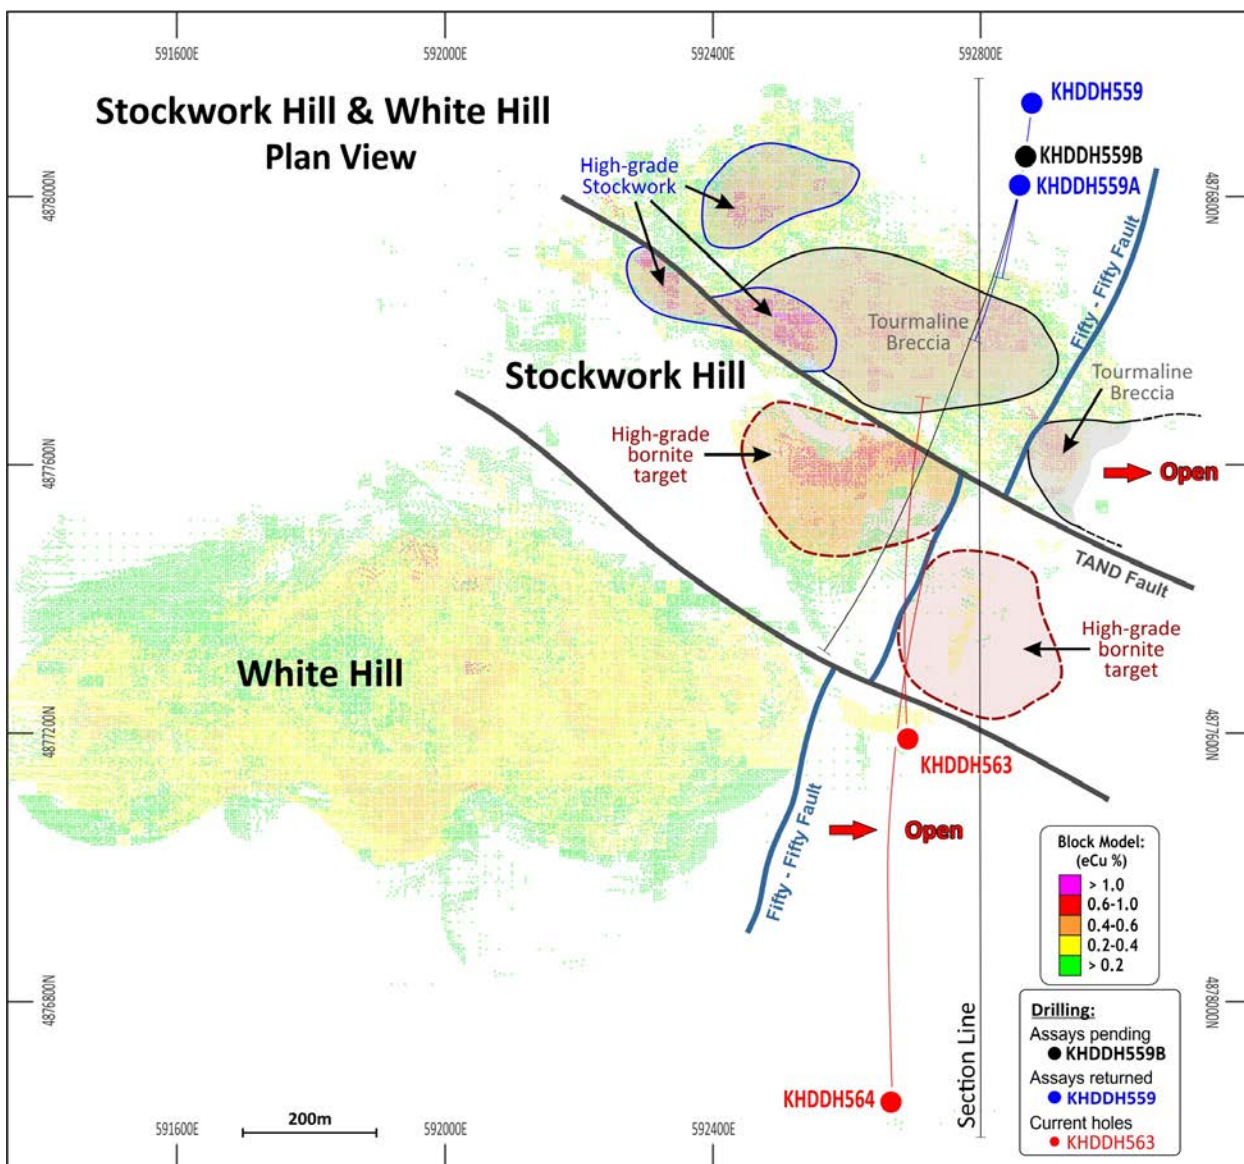 591600E
592000E
592400E
592800E
Stockwork Hill & White Hill
Plan View
KHDDH559
KHDDH559B
KHDDH559A
High-grade
Stockwork
4878000N
4876800N
Fifty - Fifty Fault
Tourmaline
Breccia
Tourmaline
Breccia
Stockwork Hill
High-grade
bornite
target
4877600N
Open
TAND Fault
White Hill
High-grade
bornite
target
4877200N
4877600N
KHDDH563
Open
Fifty - Fifty Fault
Block Model:
(eCu %)
> 1.0
0.6-1.0
0.4-0.6
0.2-0.4
> 0.2
4876800N
4878000N
Section Line
Drilling:
Assays pending
KHDDH559B
Assays returned
KHDDH559
Current holes
KHDDH563
KHDDH564
200m
591600E
592000E
592400E